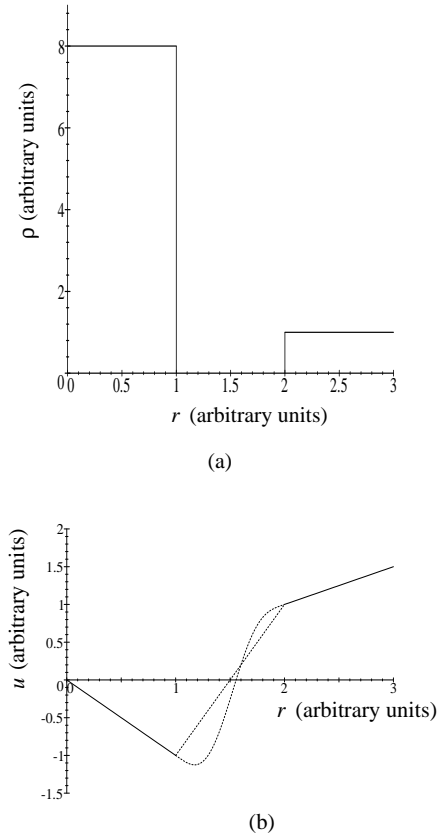 8
6
4
2
0
ρ (arbitrary units)
0 0.5 1 1.5 2 2.5 3
r (arbitrary units)
(a)
2
1.5
1
0.5
0
-0.5
-1
-1.5
u (arbitrary units)
0 1 2 3
r (arbitrary units)
(b)